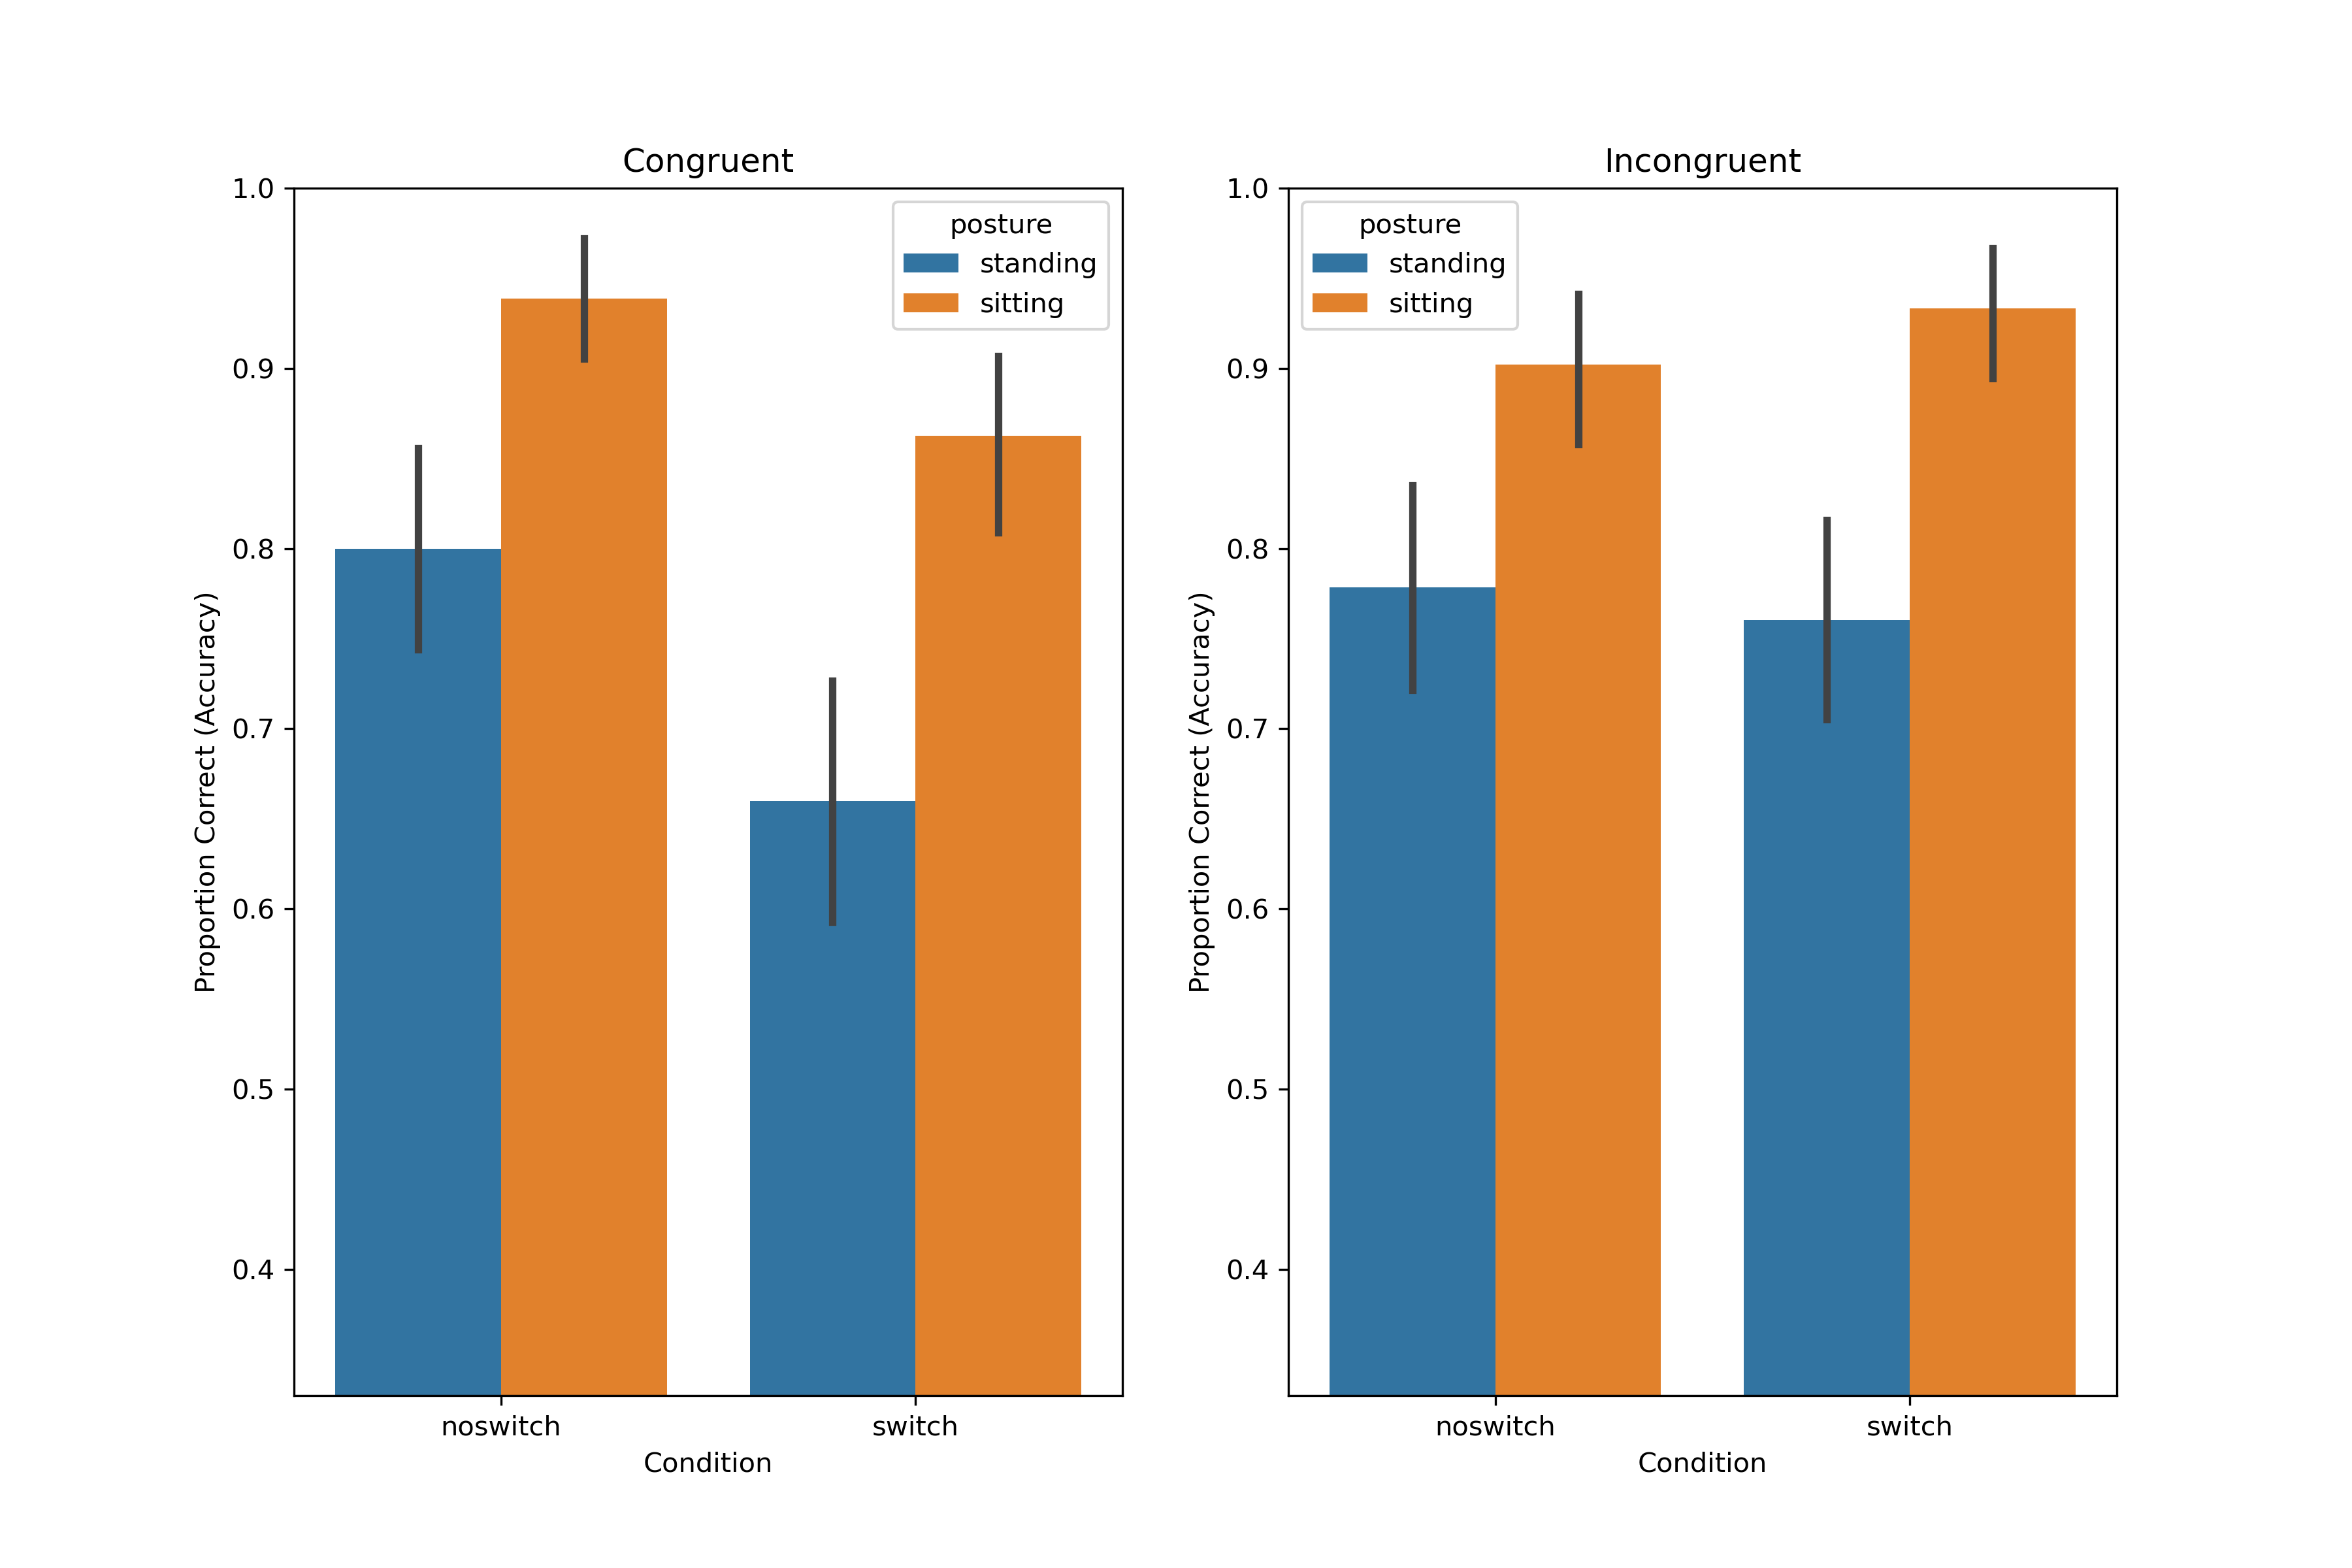 Congruent
1.0
0.9
0.8
0.7
0.6
0.5
0.4
Proportion Correct (Accuracy)
posture
standing
sitting
noswitch
switch
Condition
Incongruent
1.0
0.9
0.8
0.7
0.6
0.5
0.4
Proportion Correct (Accuracy)
posture
standing
sitting
noswitch
switch
Condition